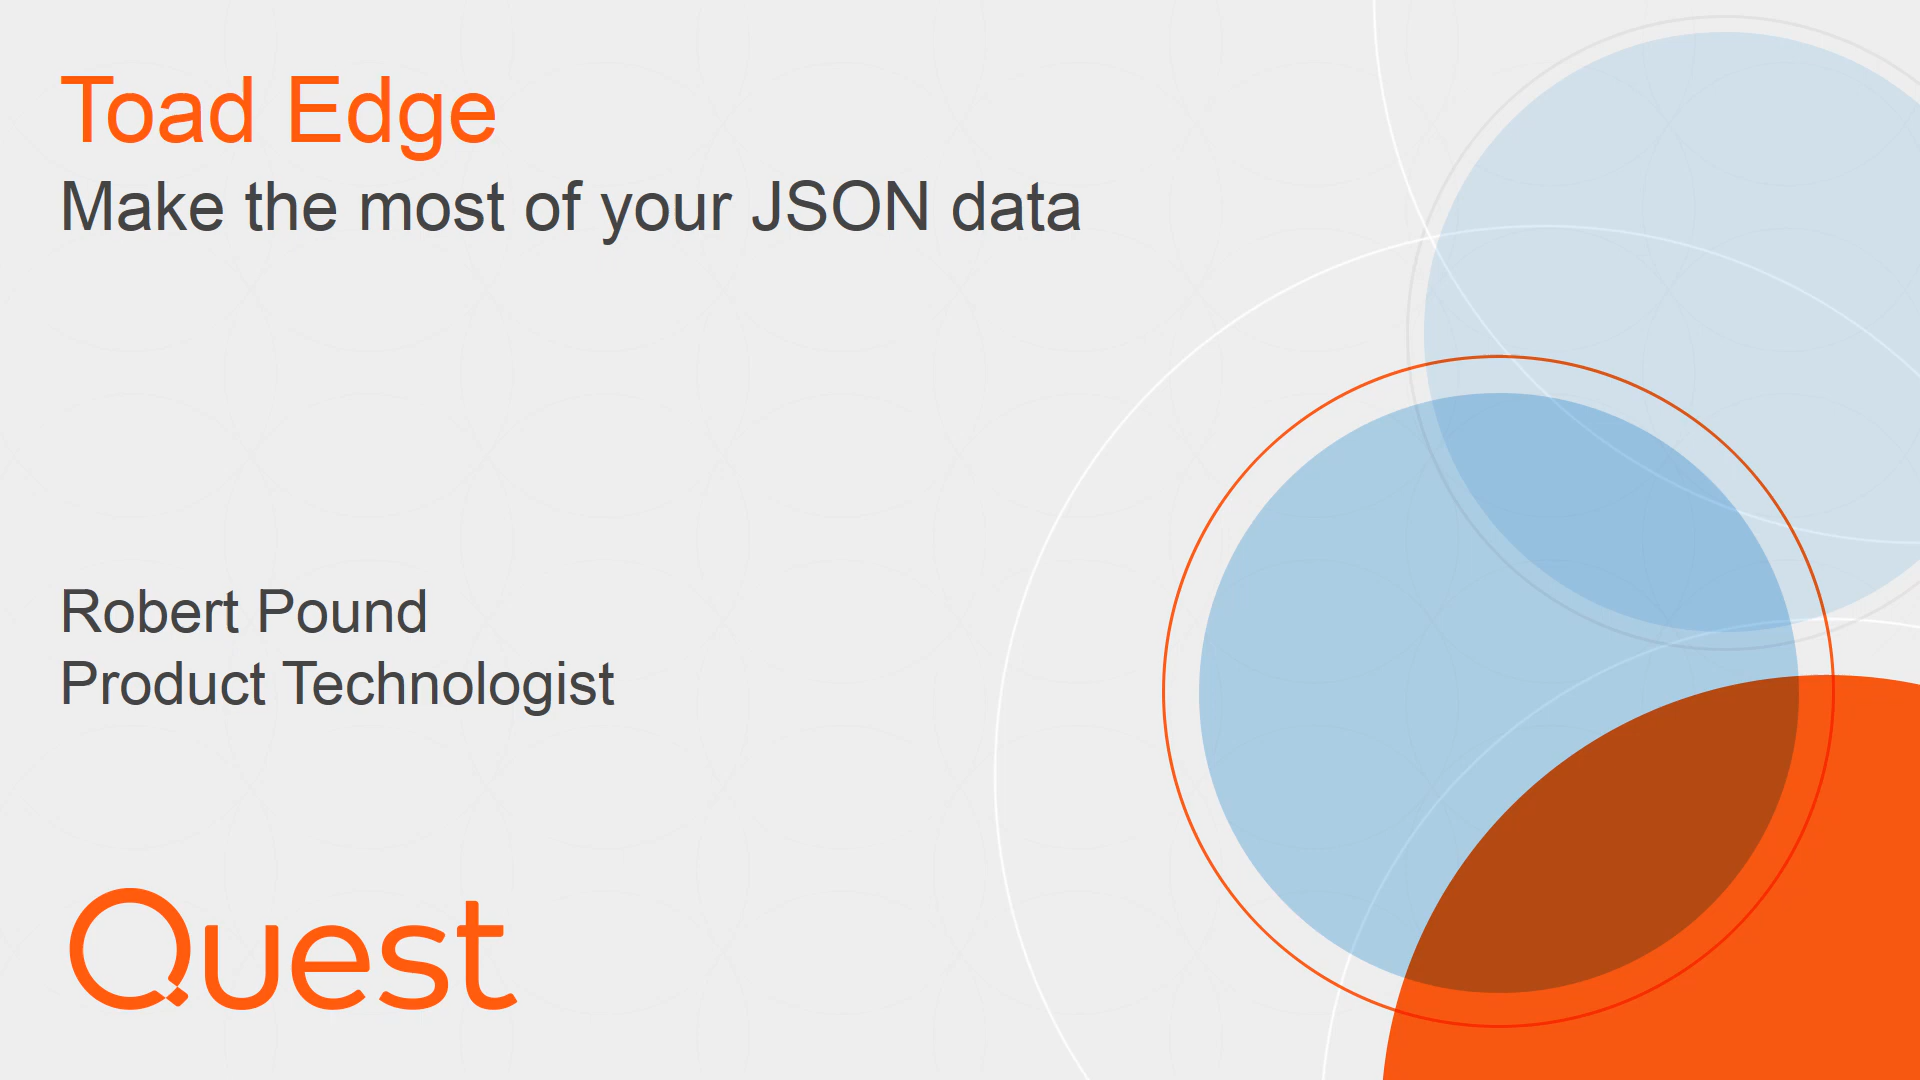 Toad Edge
Make the most of your JSON data
Robert Pound
Product Technologist
Quest